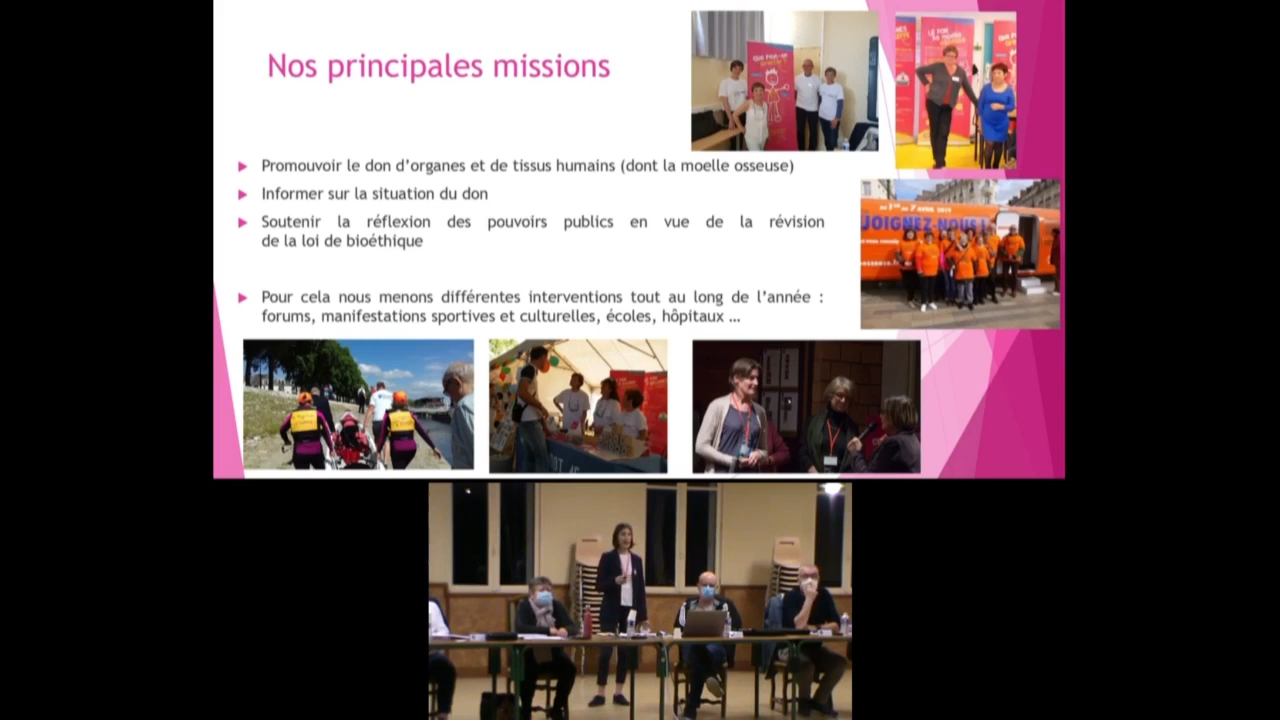 Nos principales missions
Promouvoir le don d'organes et de tissus humains (dont la moelle osseuse)
Informer sur la situation du don
Soutenir la réflexion des pouvoirs publics en vue de la révision
de la loi de bioéthique
Pour cela nous menons différentes interventions tout au long de l'année :
forums, manifestations sportives et culturelles, écoles, hôpitaux …
7 AVRIL 2019
JOIGNEZ-NOUS !